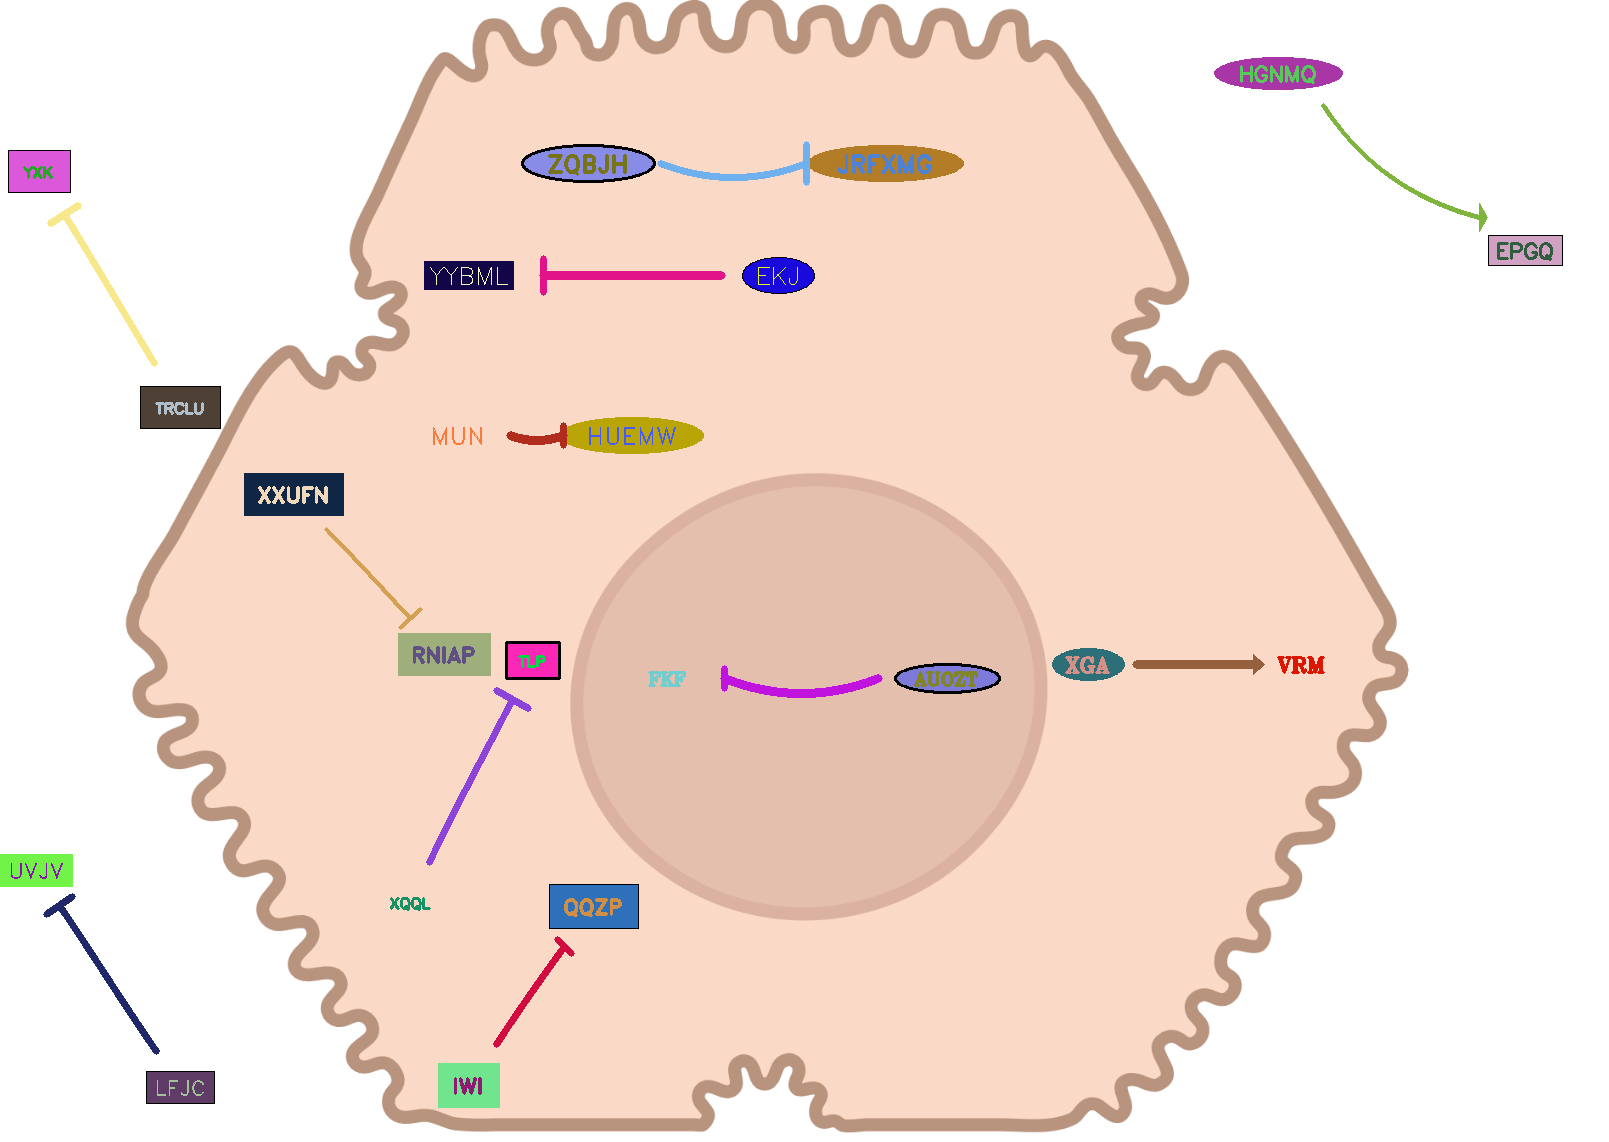 HGNMQ
ZQBJH
JRFXMG
YXK
EPGQ
YYBML
EKJ
TRCLU
MUN
HUEMW
XXUFN
RNIAP
TLP
FKF
AUOZT
XGA
VRM
UVJV
XQQL
QQZP
LFJC
IWI